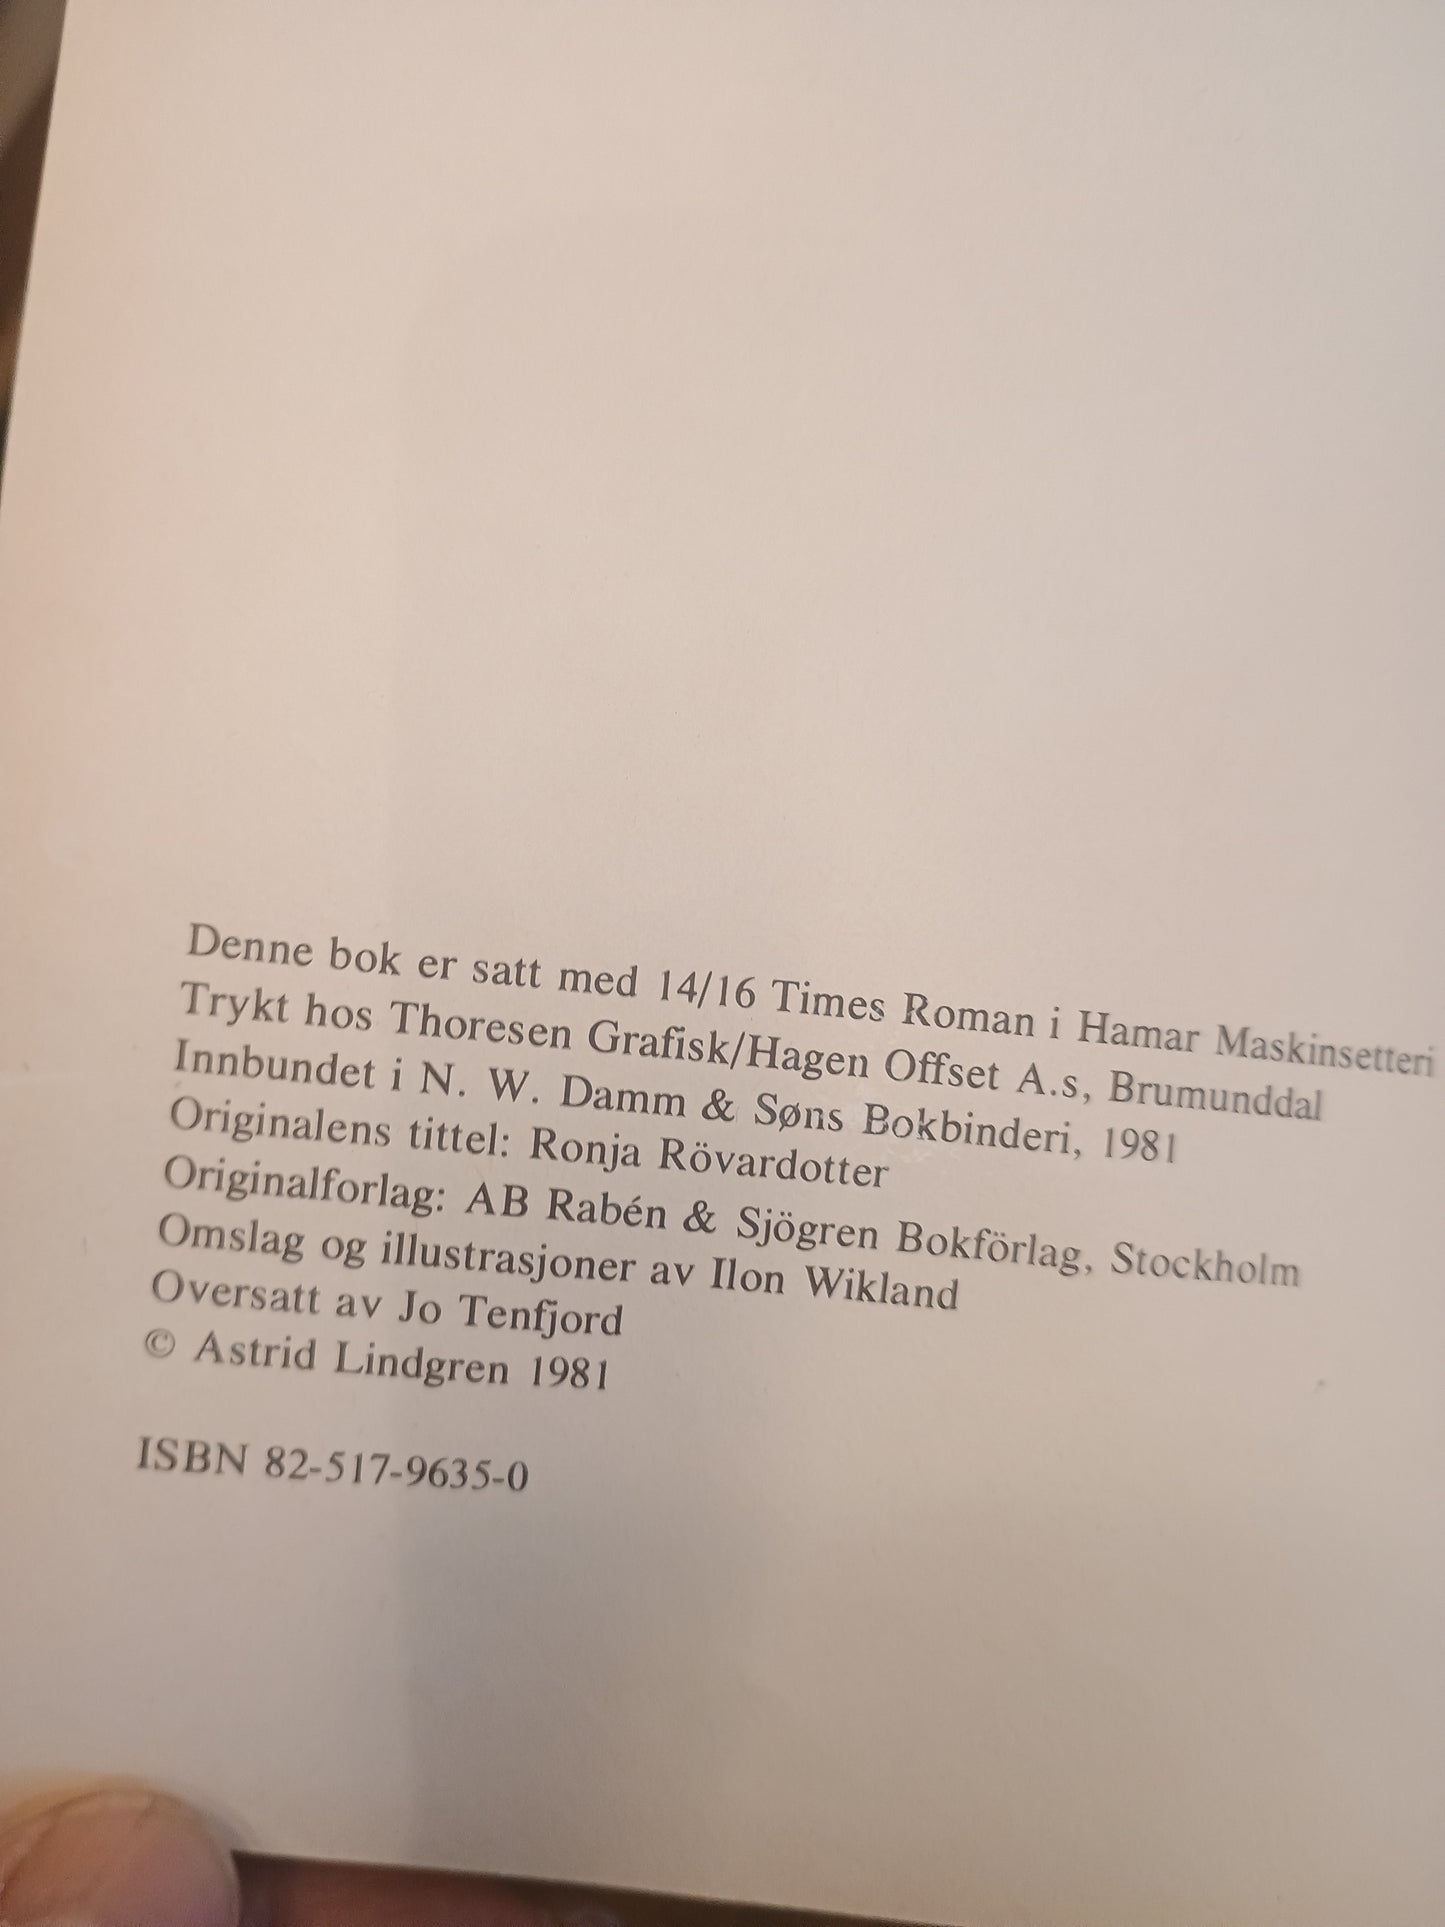 Denne bok er satt med 14/16 Times Roman i Hamar Maskinsetteri
Trykt hos Thoresen Grafisk/Hagen Offset A.s, Brumunddal
Innbundet i N. W. Damm & Søns Bokbinderi, 1981
Originalens tittel: Ronja Rövardotter
Originalforlag: AB Rabén & Sjögren Bokförlag, Stockholm
Omslag og illustrasjoner av Ilon Wikland
Oversatt av Jo Tenfjord
© Astrid Lindgren 1981
ISBN 82-517-9635-0